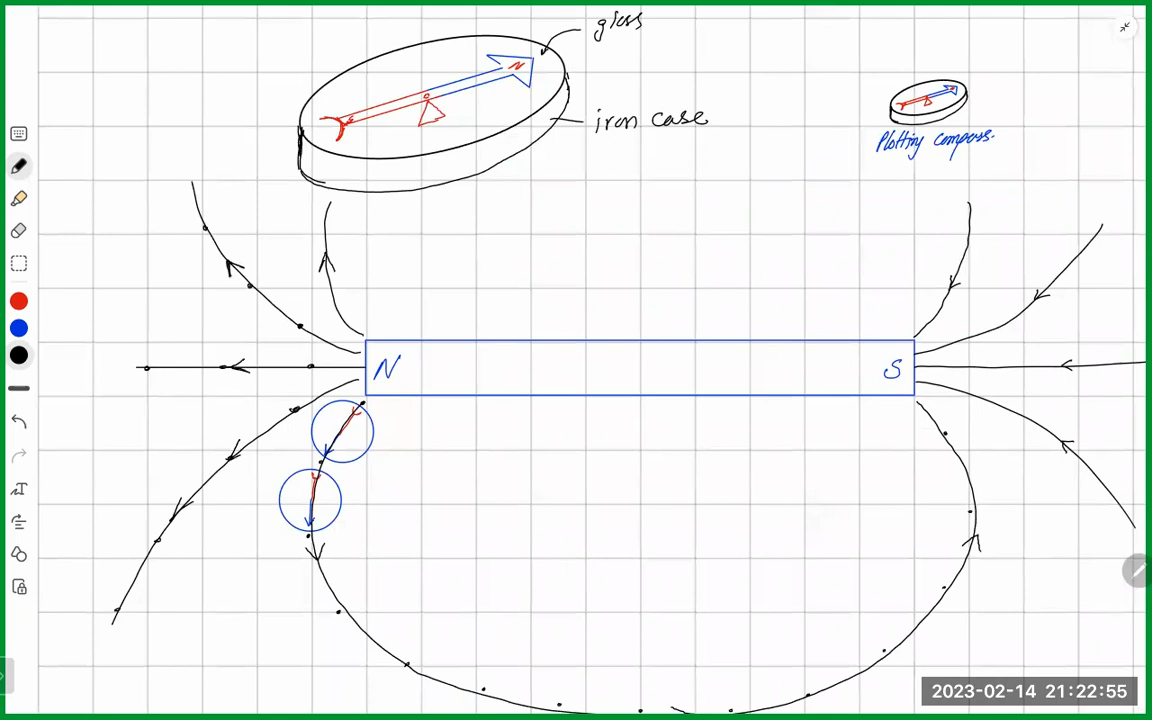 glass
N
iron case
Plotting compass.
N
S
2023-02-14 21:22:55